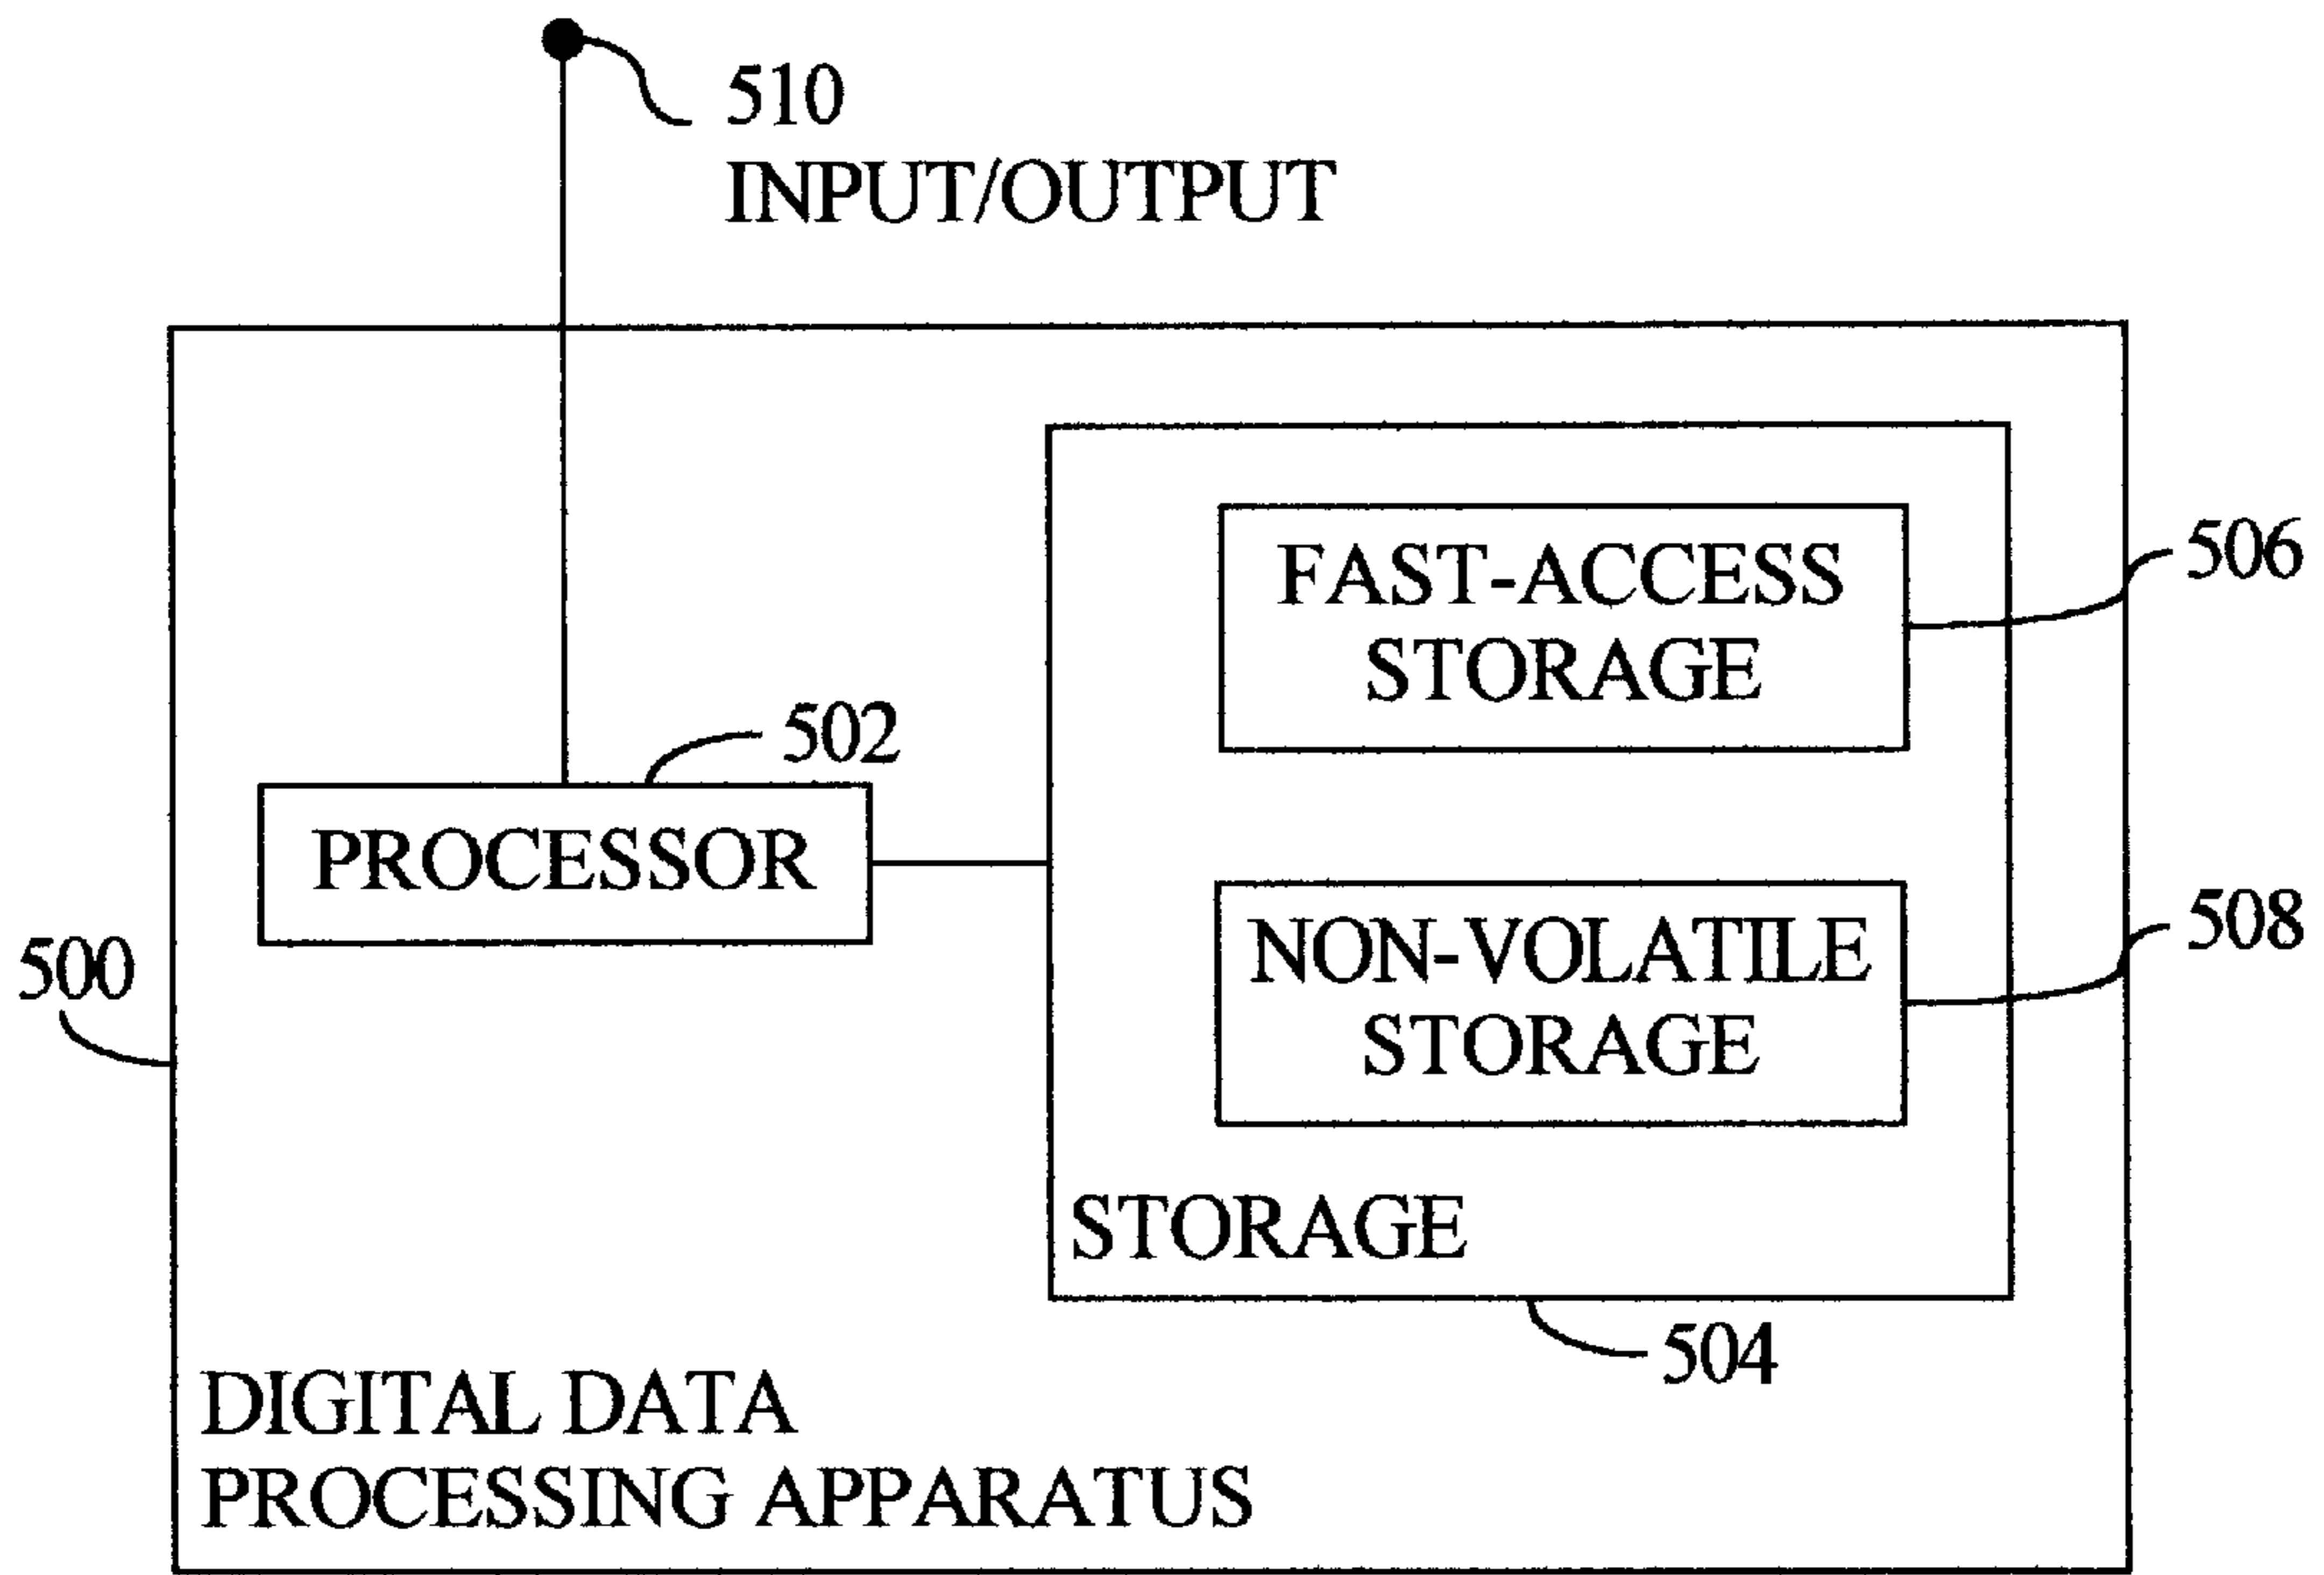 510
INPUT/OUTPUT
FAST-ACCESS
STORAGE
506
502
PROCESSOR
NON-VOLATILE
STORAGE
508
500
STORAGE
504
DIGITAL DATA
PROCESSING APPARATUS